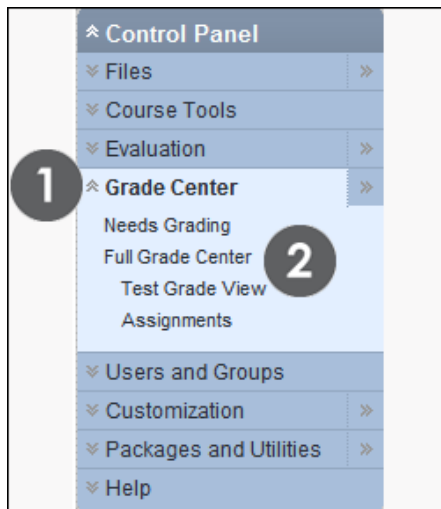 Control Panel
Files
Course Tools
Evaluation
1 Grade Center
Needs Grading
Full Grade Center 2
Test Grade View
Assignments
Users and Groups
Customization
Packages and Utilities
Help